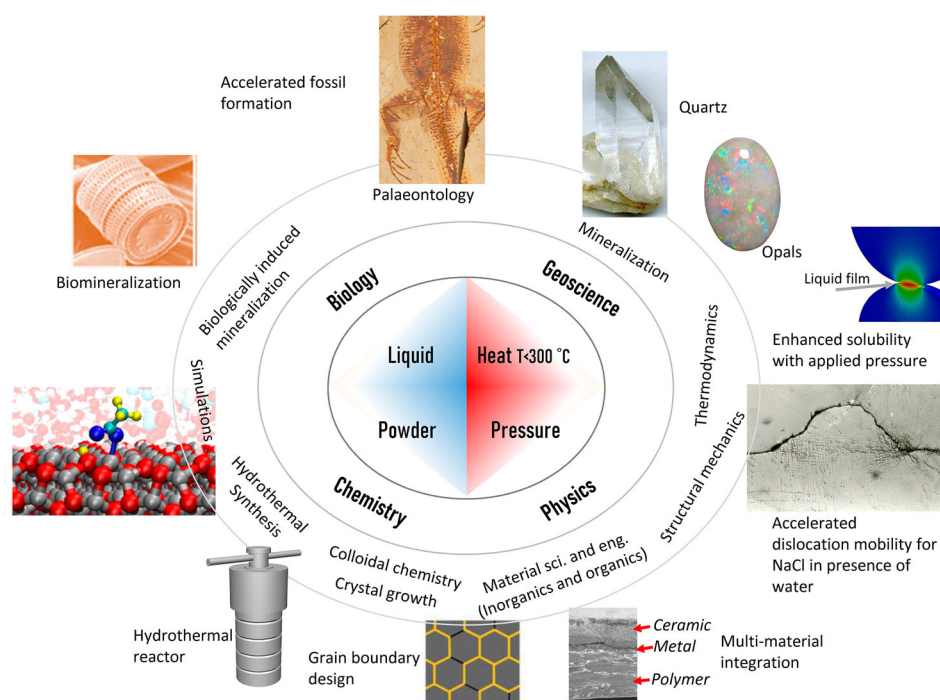 Accelerated fossil
formation
Palaeontology
Quartz
Opals
Biomineralization
Biologically induced
mineralization
Mineralization
Liquid film
Enhanced solubility
with applied pressure
Biology
Geoscience
Liquid
Heat T<300 °C
Powder
Pressure
Chemistry
Physics
Simulations
Thermodynamics
Structural mechanics
Accelerated
dislocation mobility for
NaCl in presence of
water
Hydrothermal
Synthesis
Colloidal chemistry
Crystal growth
Material sci. and eng.
(Inorganics and organics)
Hydrothermal
reactor
Grain boundary
design
Ceramic
Metal
Polymer
Multi-material
integration